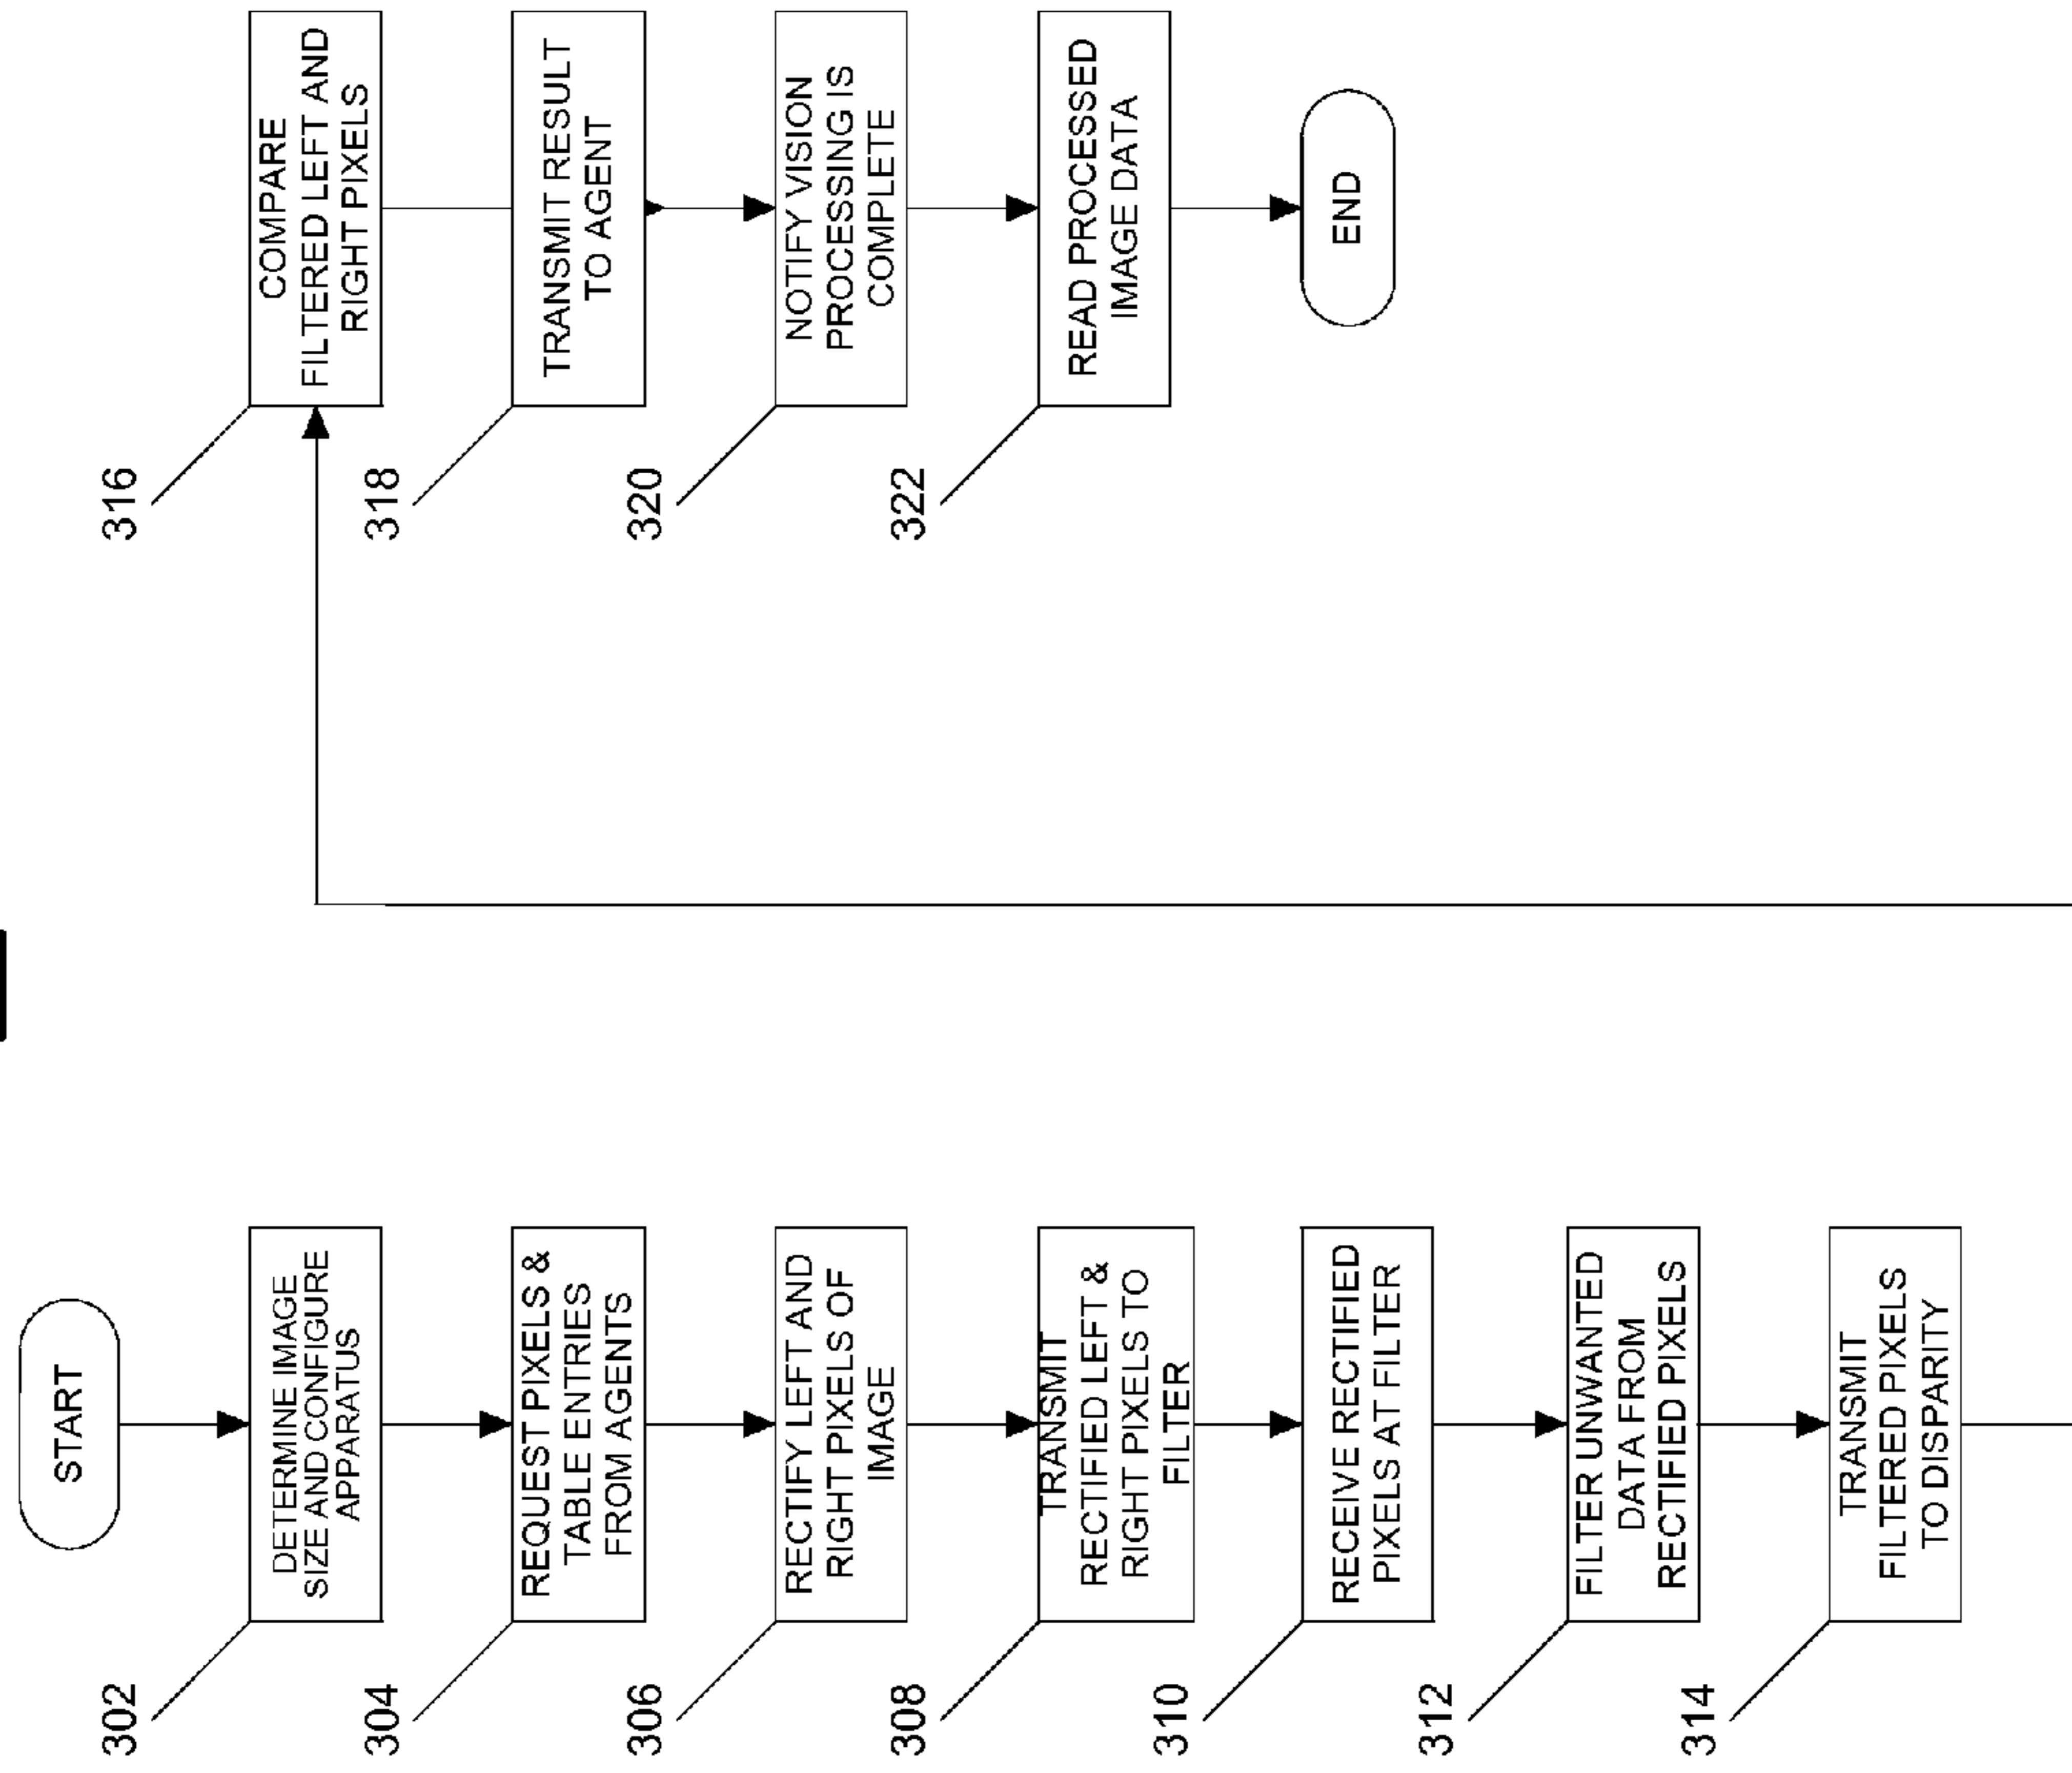 START
302
DETERMINE IMAGE
SIZE AND CONFIGURE
APPARATUS
304
REQUEST PIXELS &
TABLE ENTRIES
FROM AGENTS
306
RECTIFY LEFT AND
RIGHT PIXELS OF
IMAGE
308
TRANSMIT
RECTIFIED LEFT &
RIGHT PIXELS TO
FILTER
310
RECEIVE RECTIFIED
PIXELS AT FILTER
312
FILTER UNWANTED
DATA FROM
RECTIFIED PIXELS
314
TRANSMIT
FILTERED PIXELS
TO DISPARITY
316
COMPARE
FILTERED LEFT AND
RIGHT PIXELS
318
TRANSMIT RESULT
TO AGENT
320
NOTIFY VISION
PROCESSING IS
COMPLETE
322
READ PROCESSED
IMAGE DATA
END